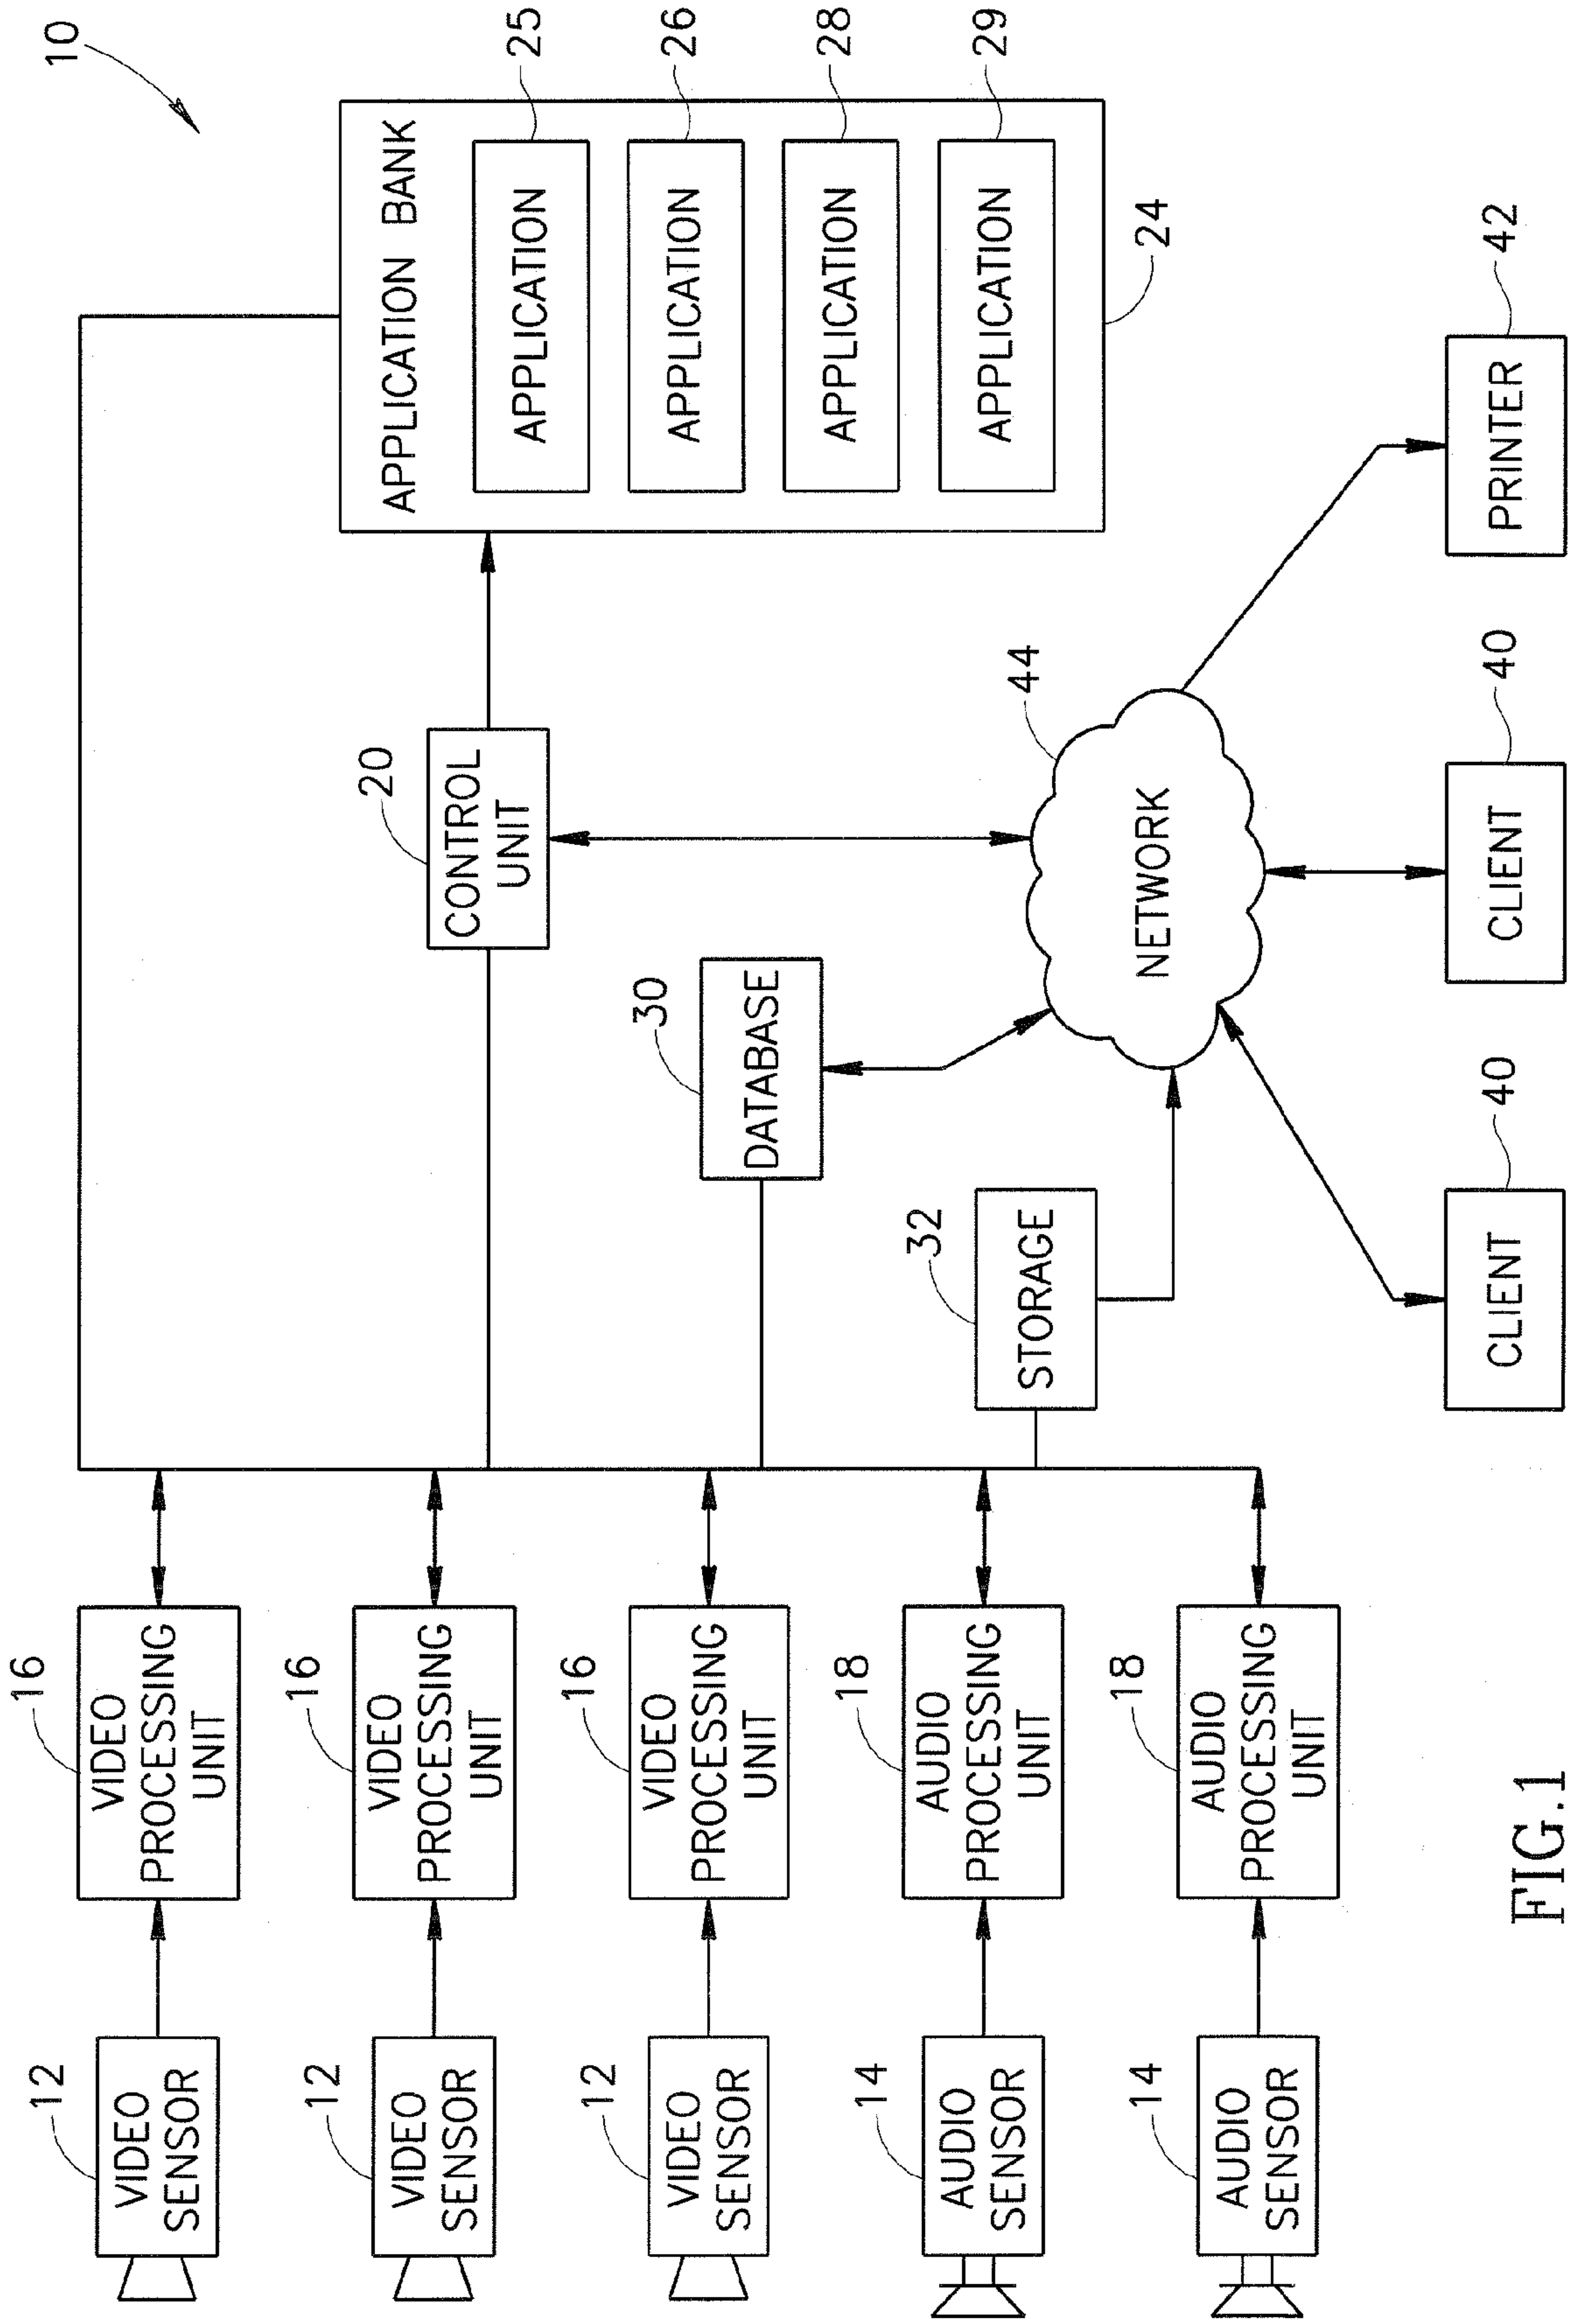 10
16
VIDEO
PROCESSING
UNIT
12
VIDEO
SENSOR
16
VIDEO
PROCESSING
UNIT
12
VIDEO
SENSOR
16
VIDEO
PROCESSING
UNIT
12
VIDEO
SENSOR
18
AUDIO
PROCESSING
UNIT
14
AUDIO
SENSOR
18
AUDIO
PROCESSING
UNIT
14
AUDIO
SENSOR
20
CONTROL
UNIT
30
DATABASE
32
STORAGE
APPLICATION BANK
APPLICATION
25
APPLICATION
26
APPLICATION
28
APPLICATION
29
24
44
NETWORK
40
CLIENT
40
CLIENT
42
PRINTER
FIG.1